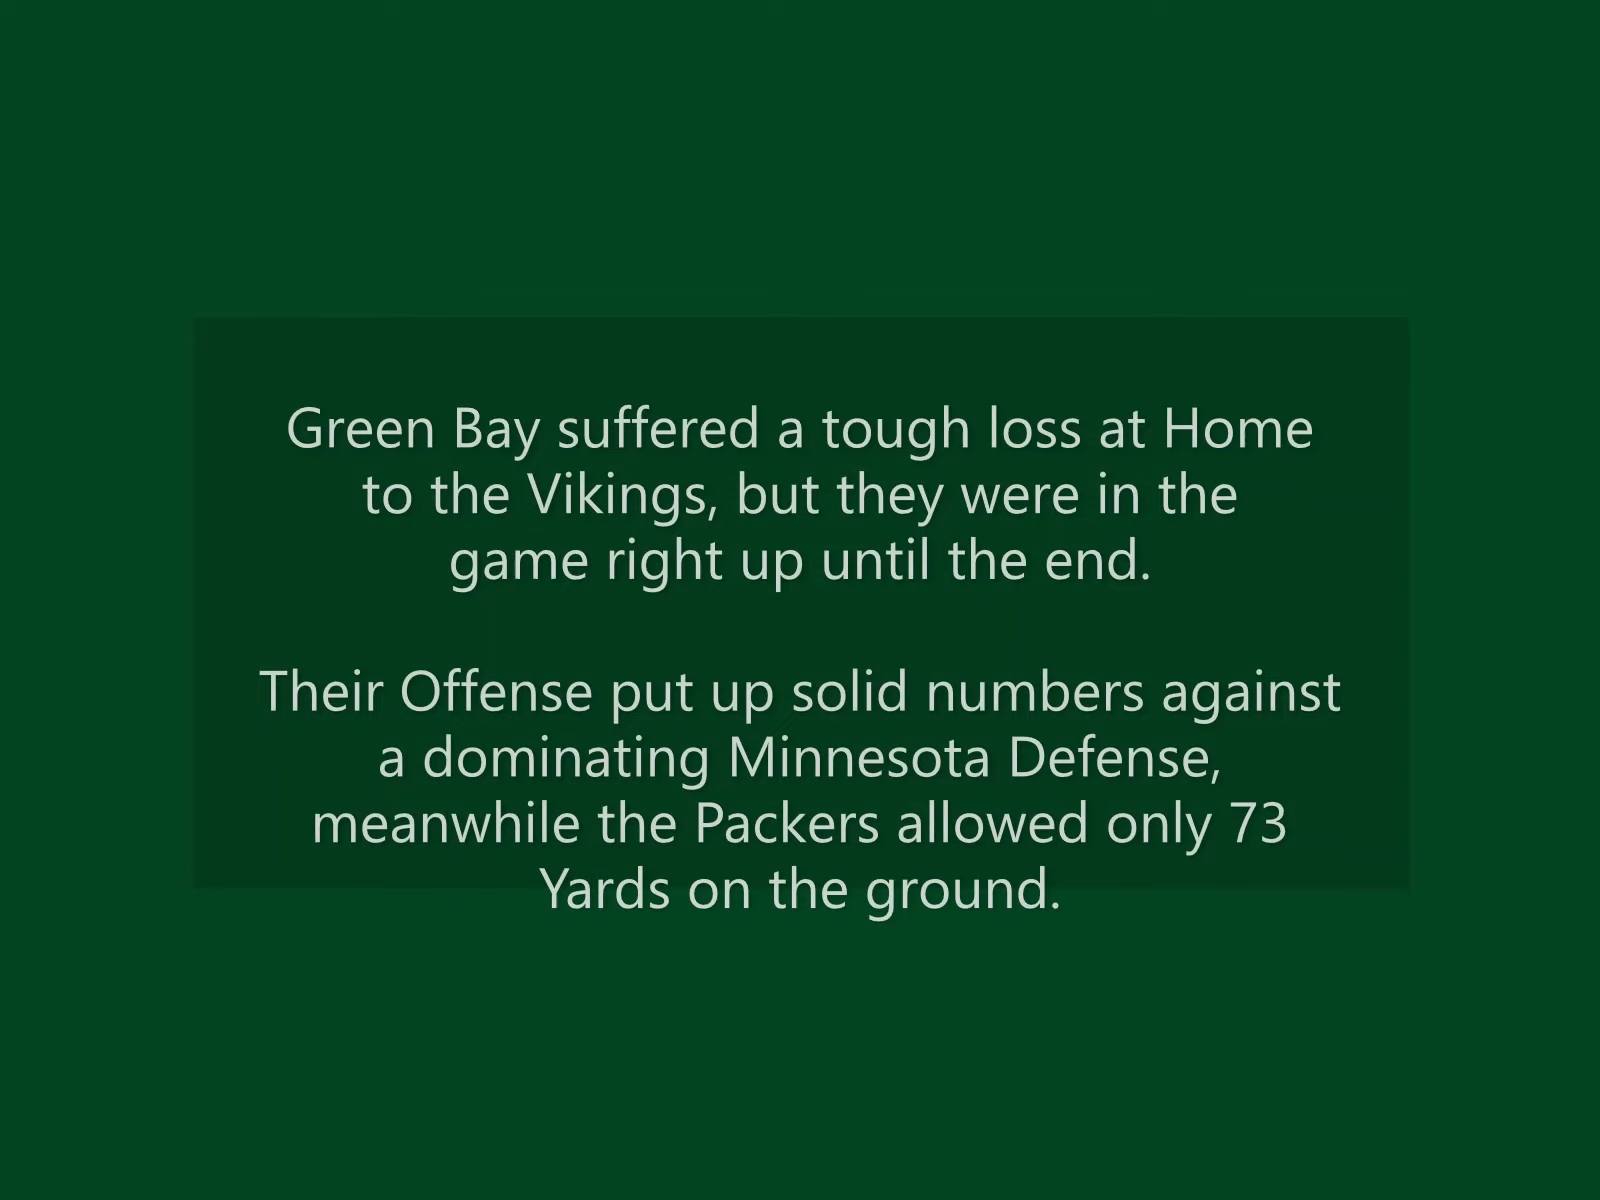 Green Bay suffered a tough loss at Home
to the Vikings, but they were in the
game right up until the end.
Their Offense put up solid numbers against
a dominating Minnesota Defense,
meanwhile the Packers allowed only 73
Yards on the ground.